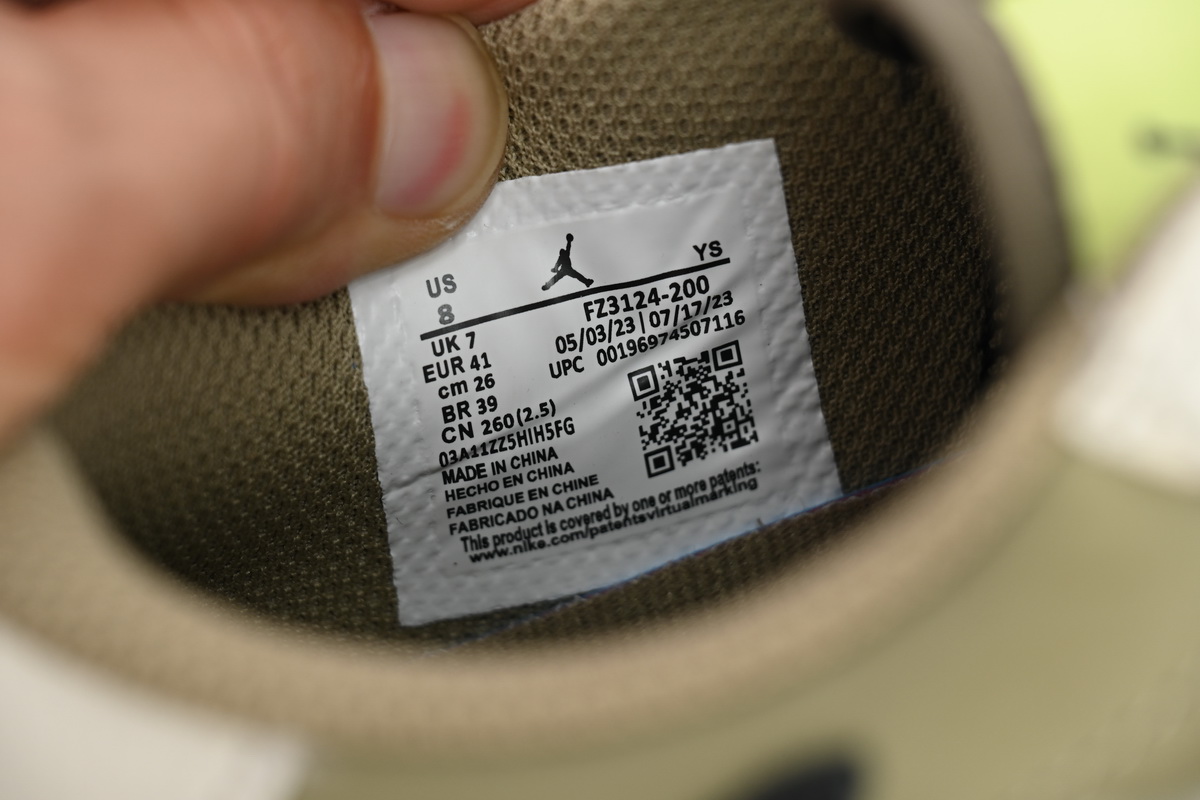 US
YS
8
FZ3124-200
UK 7
05/03/23 | 07/17/23
EUR 41
UPC 00196974507116
cm 26
BR 39
CN 260(2.5)
03A11ZZ5HIH5FG
MADE IN CHINA
HECHO EN CHINA
FABRIQUE EN CHINE
FABRICADO NA CHINA
This product is covered by one or more patents:
www.nike.com/patentsvirtualmarking